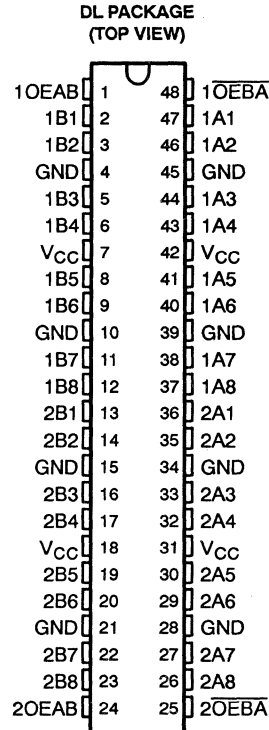 DL PACKAGE
(TOP VIEW)
1OEAB 1 48 1O̅E̅B̅A̅
1B1 2 47 1A1
1B2 3 46 1A2
GND 4 45 GND
1B3 5 44 1A3
1B4 6 43 1A4
VCC 7 42 VCC
1B5 8 41 1A5
1B6 9 40 1A6
GND 10 39 GND
1B7 11 38 1A7
1B8 12 37 1A8
2B1 13 36 2A1
2B2 14 35 2A2
GND 15 34 GND
2B3 16 33 2A3
2B4 17 32 2A4
VCC 18 31 VCC
2B5 19 30 2A5
2B6 20 29 2A6
GND 21 28 GND
2B7 22 27 2A7
2B8 23 26 2A8
2OEAB 24 25 2O̅E̅B̅A̅